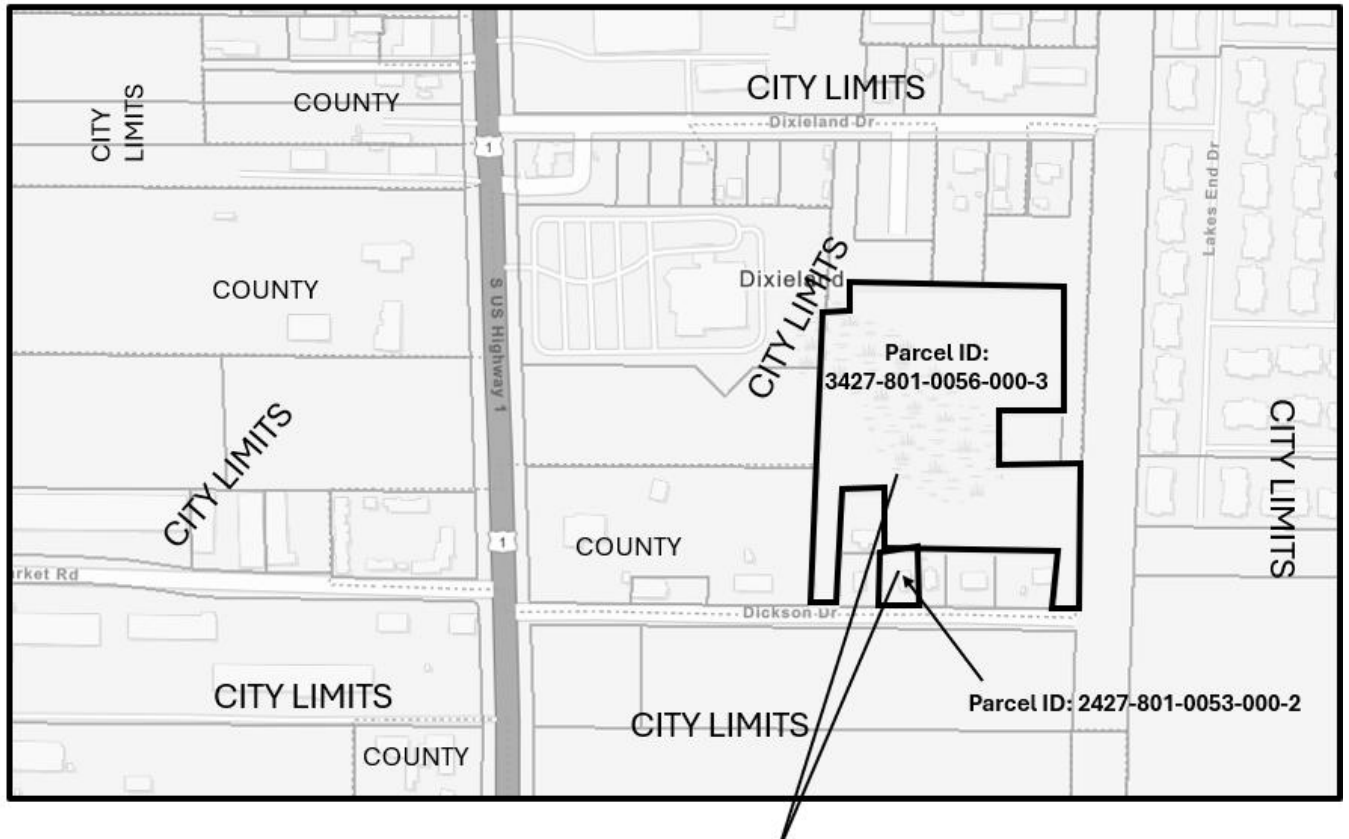 CITY LIMITS
COUNTY
CITY
LIMITS
Dixieland Dr
1
Lakes End Dr
CITY LIMITS
Dixieland
COUNTY
S US Highway 1
Parcel ID:
3427-801-0056-000-3
CITY LIMITS
CITY LIMITS
1
COUNTY
rket Rd
Dickson Dr
CITY LIMITS
CITY LIMITS
Parcel ID: 2427-801-0053-000-2
COUNTY